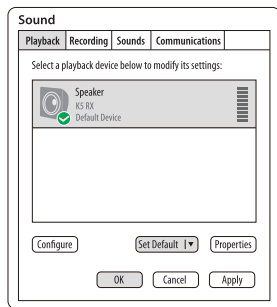 Sound
Playback Recording Sounds Communications
Select a playback device below to modify its settings:
Speaker
K5 RX
Default Device
Configure Set Default Properties
OK Cancel Apply